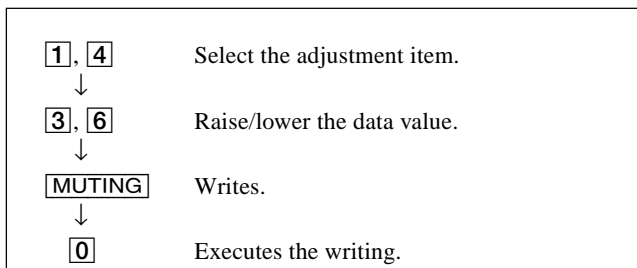 1, 4 Select the adjustment item.
↓
3, 6 Raise/lower the data value.
↓
MUTING Writes.
↓
0 Executes the writing.